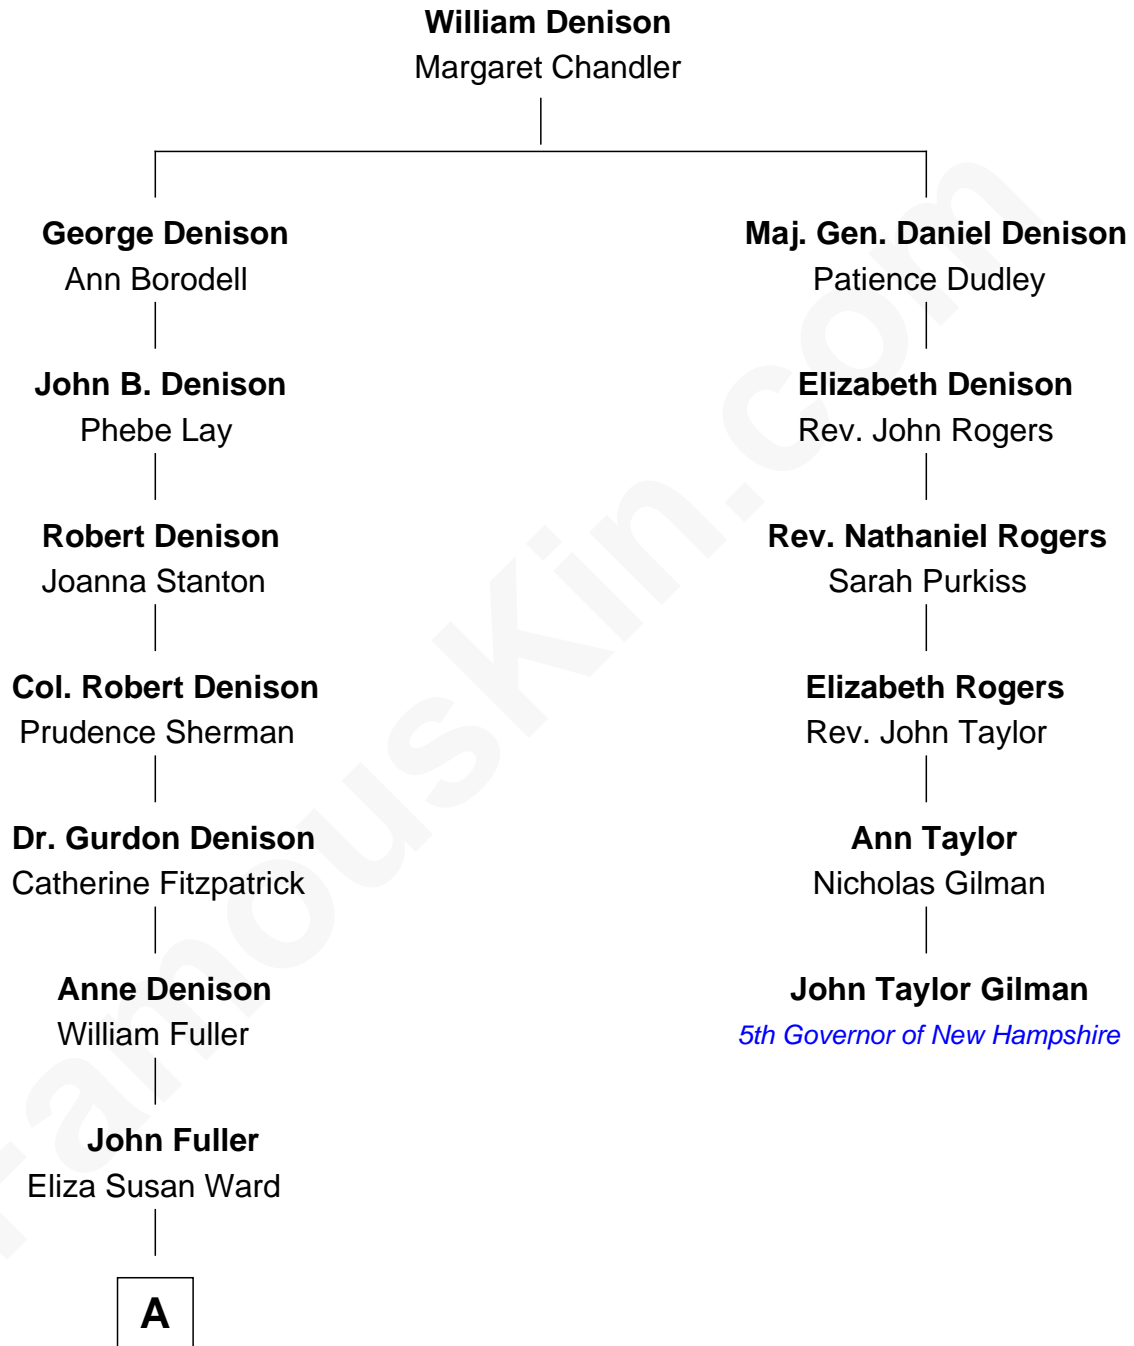 William Denison
Margaret Chandler
George Denison
Ann Borodell
Maj. Gen. Daniel Denison
Patience Dudley
John B. Denison
Phebe Lay
Elizabeth Denison
Rev. John Rogers
Robert Denison
Joanna Stanton
Rev. Nathaniel Rogers
Sarah Purkiss
Col. Robert Denison
Prudence Sherman
Elizabeth Rogers
Rev. John Taylor
Dr. Gurdon Denison
Catherine Fitzpatrick
Ann Taylor
Nicholas Gilman
Anne Denison
William Fuller
John Taylor Gilman
5th Governor of New Hampshire
John Fuller
Eliza Susan Ward
A
FamousKin.com